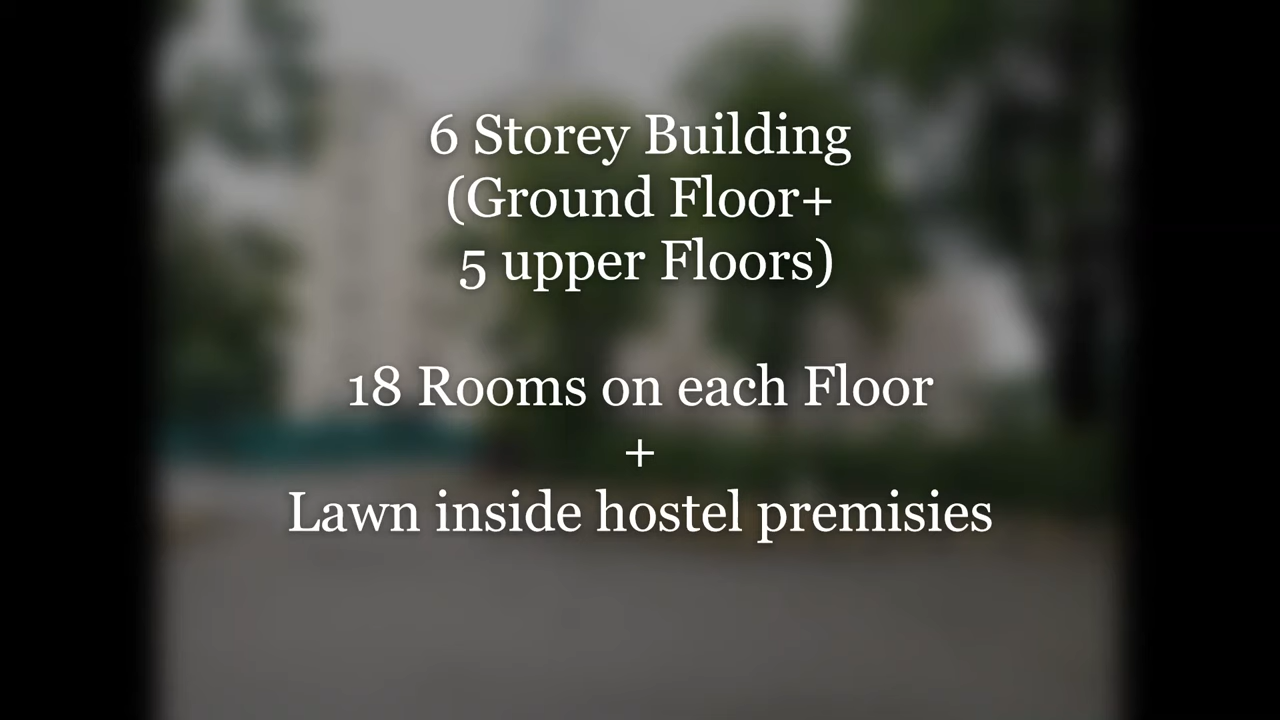 6 Storey Building
(Ground Floor+
5 upper Floors)
18 Rooms on each Floor
+
Lawn inside hostel premisies